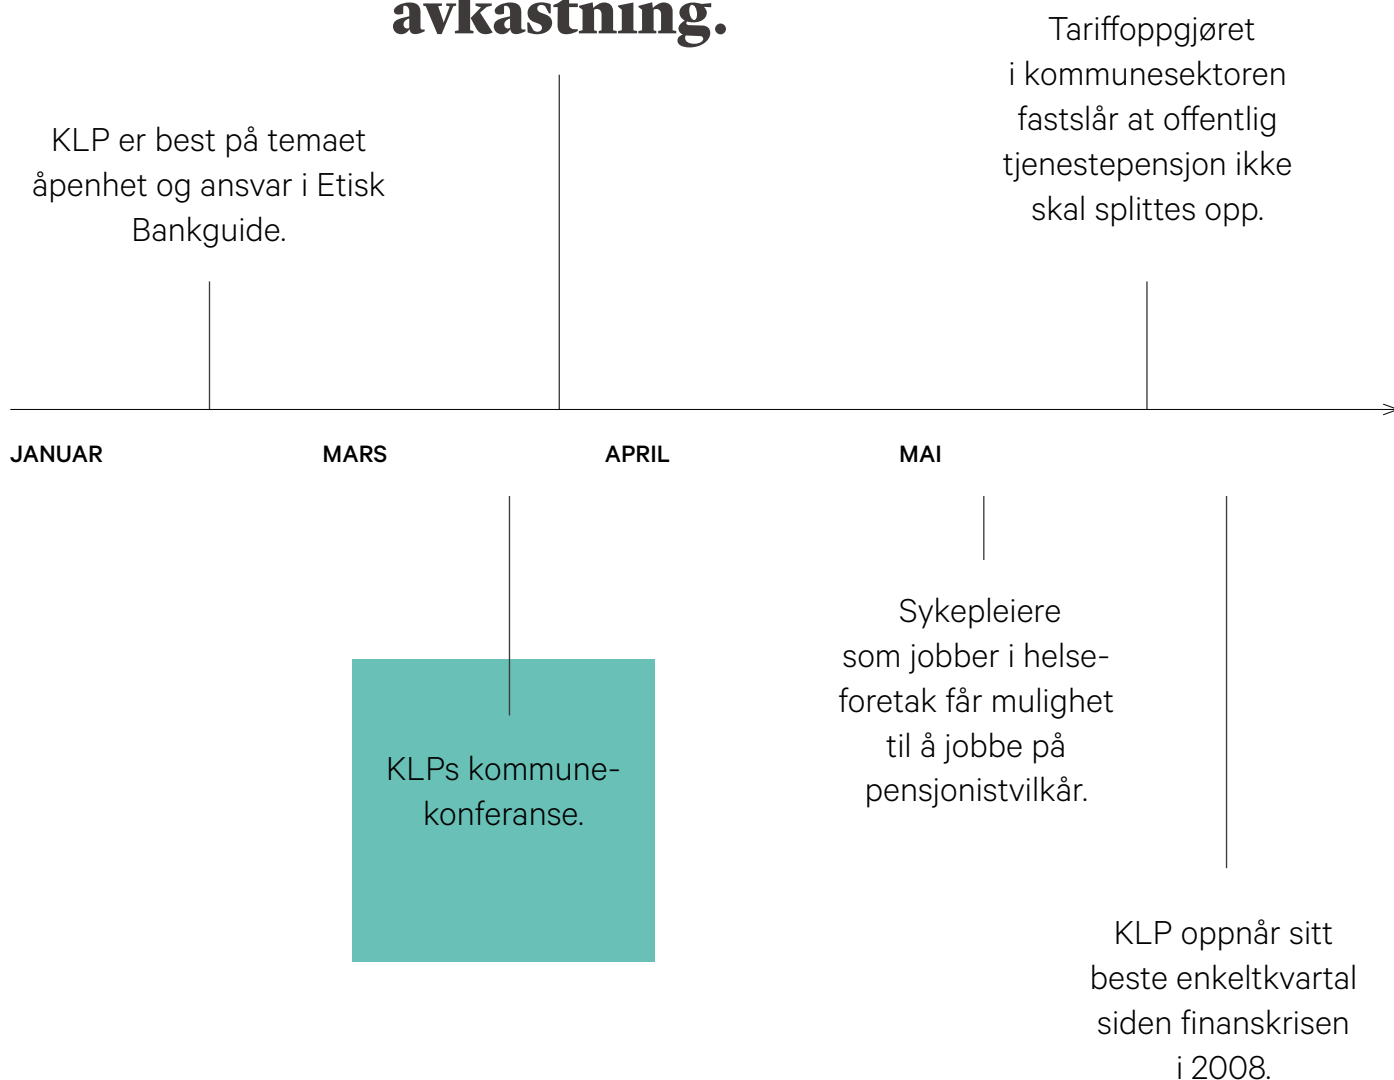 avkastning.
KLP er best på temaet
åpenhet og ansvar i Etisk
Bankguide.
Tariffoppgjøret
i kommunesektoren
fastslår at offentlig
tjenestepensjon ikke
skal splittes opp.
JANUAR
MARS
APRIL
MAI
KLPs kommune-
konferanse.
Sykepleiere
som jobber i helse-
foretak får mulighet
til å jobbe på
pensjonistvilkår.
KLP oppnår sitt
beste enkeltkvartal
siden finanskrisen
i 2008.